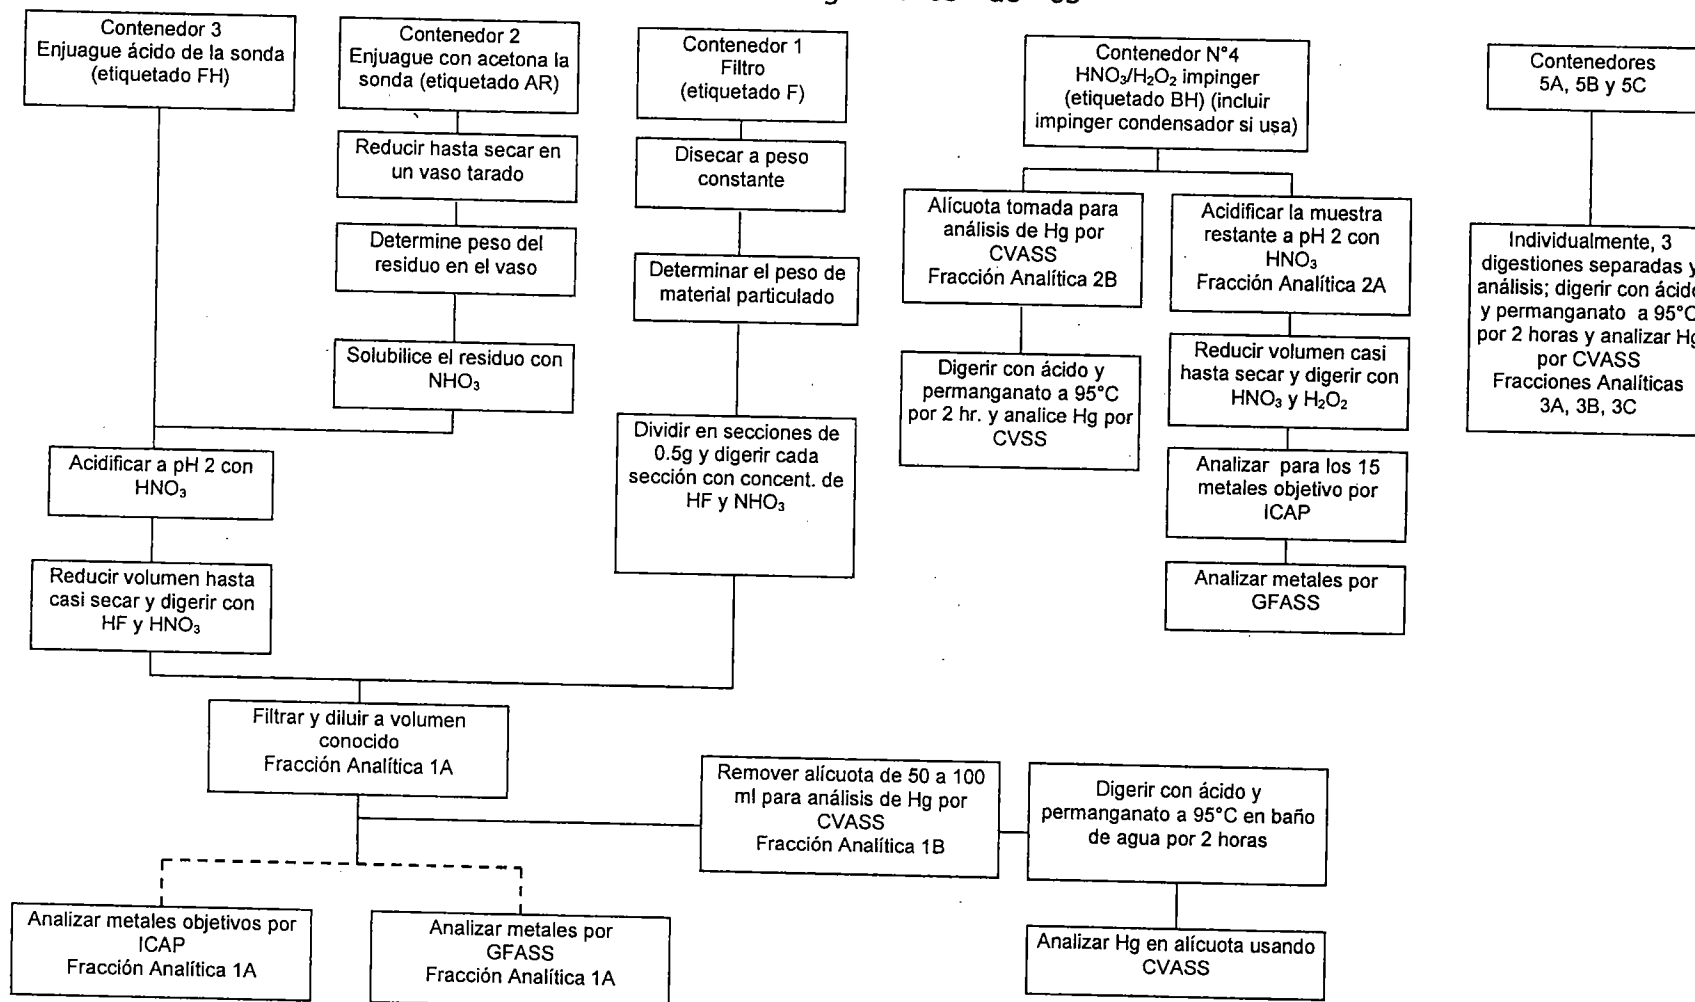 Contenedor 3
Enjuague ácido de la sonda
(etiquetado FH)
Contenedor 2
Enjuague con acetona la
sonda (etiquetado AR)
Contenedor 1
Filtro
(etiquetado F)
Contenedor N°4
HNO₃/H₂O₂ impinger
(etiquetado BH) (incluir
impinger condensador si usa)
Contenedores
5A, 5B y 5C
Reducir hasta secar en
un vaso tarado
Disecar a peso
constante
Alícuota tomada para
análisis de Hg por
CVASS
Fracción Analítica 2B
Acidificar la muestra
restante a pH 2 con
HNO₃
Fracción Analítica 2A
Individualmente, 3
digestiones separadas y
análisis; digerir con ácido
y permanganato a 95°C
por 2 horas y analizar Hg
por CVASS
Fracciones Analíticas
3A, 3B, 3C
Determine peso del
residuo en el vaso
Determinar el peso de
material particulado
Solubilice el residuo con
NHO₃
Digerir con ácido y
permanganato a 95°C
por 2 hr. y analice Hg por
CVSS
Reducir volumen casi
hasta secar y digerir con
HNO₃ y H₂O₂
Dividir en secciones de
0.5g y digerir cada
sección con concent. de
HF y NHO₃
Acidificar a pH 2 con
HNO₃
Analizar para los 15
metales objetivo por
ICAP
Reducir volumen hasta
casi secar y digerir con
HF y HNO₃
Analizar metales por
GFASS
Filtrar y diluir a volumen
conocido
Fracción Analítica 1A
Remover alícuota de 50 a 100
ml para análisis de Hg por
CVASS
Fracción Analítica 1B
Digerir con ácido y
permanganato a 95°C en baño
de agua por 2 horas
Analizar metales objetivos por
ICAP
Fracción Analítica 1A
Analizar metales por
GFASS
Fracción Analítica 1A
Analizar Hg en alícuota usando
CVASS